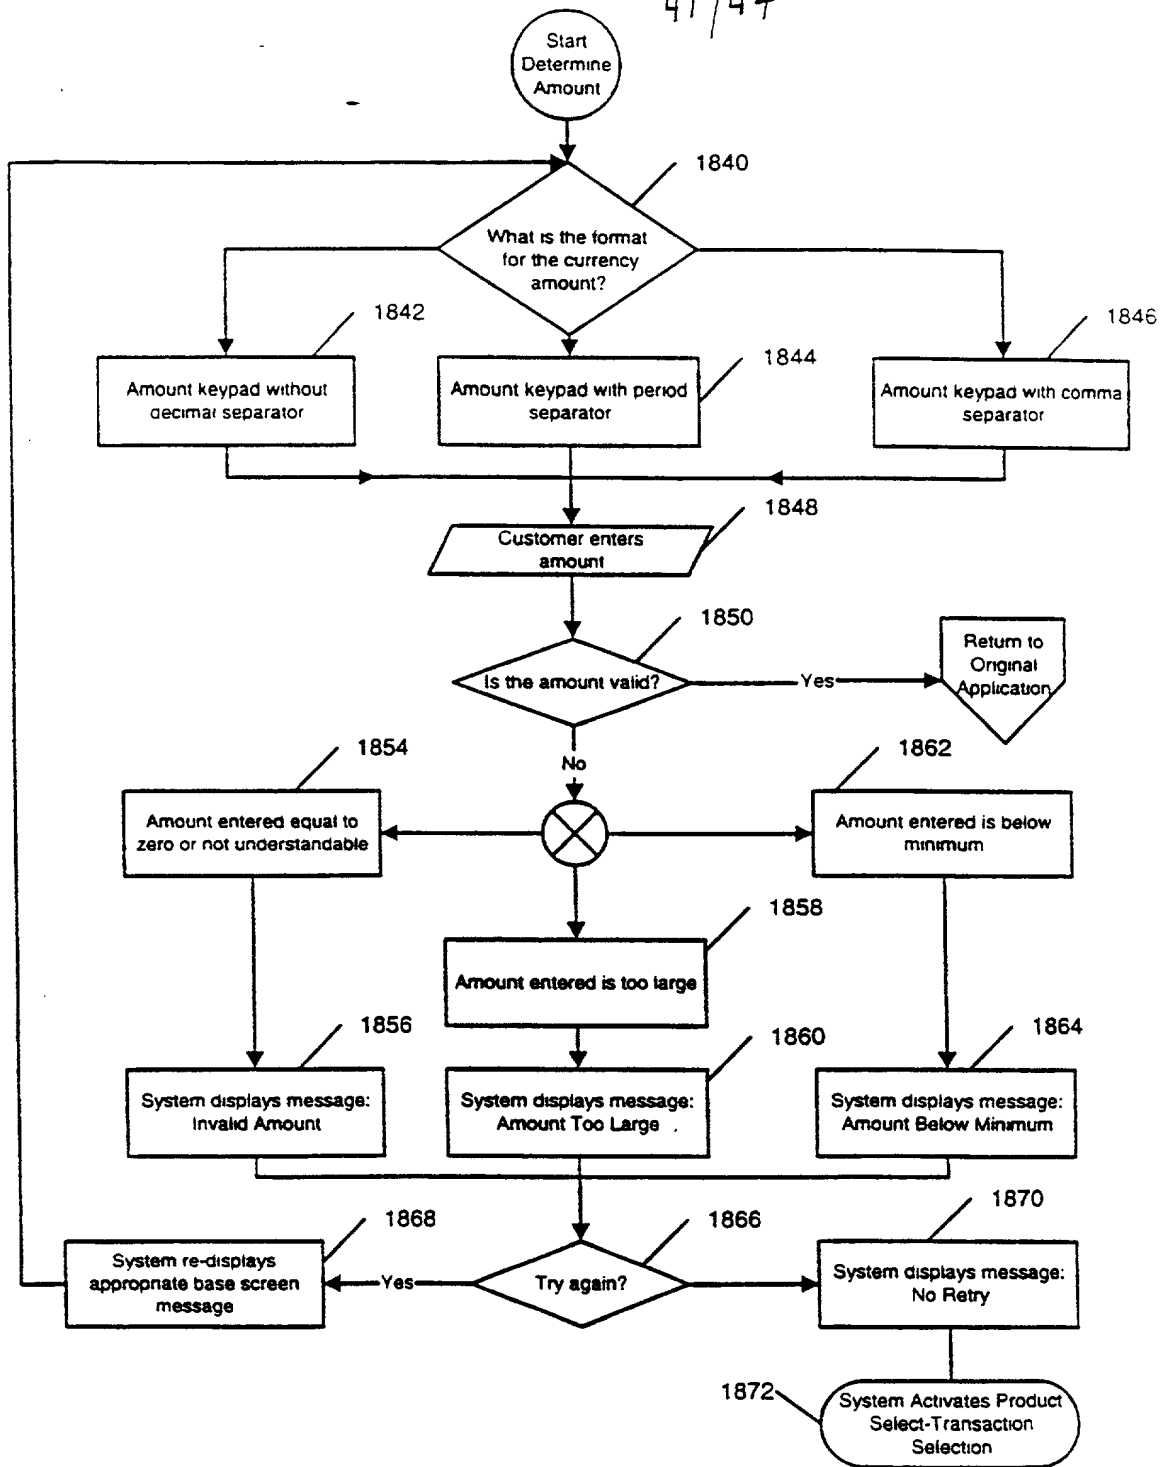 Start
Determine
Amount
1840
What is the format
for the currency
amount?
1842
1844
1846
Amount keypad without
decimal separator
Amount keypad with period
separator
Amount keypad with comma
separator
1848
Customer enters
amount
1850
Is the amount valid?
Yes
Return to
Original
Application
No
1854
1862
Amount entered equal to
zero or not understandable
Amount entered is below
minimum
1858
Amount entered is too large
1856
1860
1864
System displays message:
Invalid Amount
System displays message:
Amount Too Large
System displays message:
Amount Below Minimum
1868
1866
1870
System re-displays
appropriate base screen
message
Yes
Try again?
System displays message:
No Retry
1872
System Activates Product
Select-Transaction
Selection